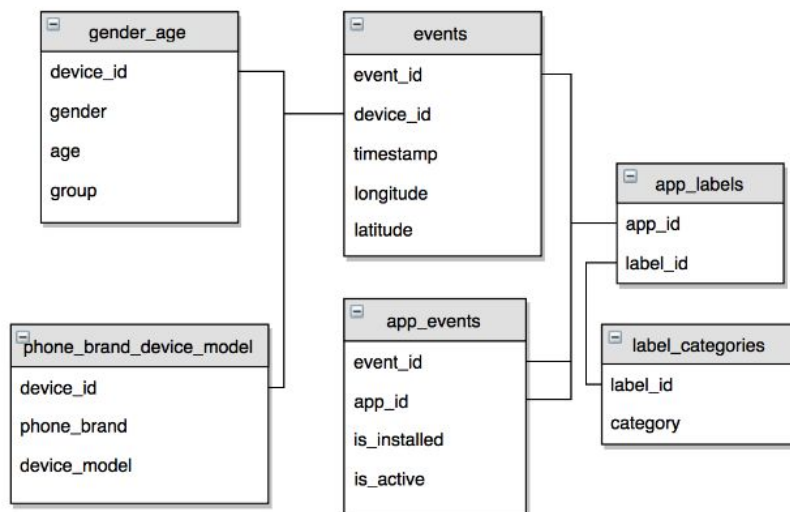 gender_age
device_id
gender
age
group
events
event_id
device_id
timestamp
longitude
latitude
app_labels
app_id
label_id
phone_brand_device_model
device_id
phone_brand
device_model
app_events
event_id
app_id
is_installed
is_active
label_categories
label_id
category